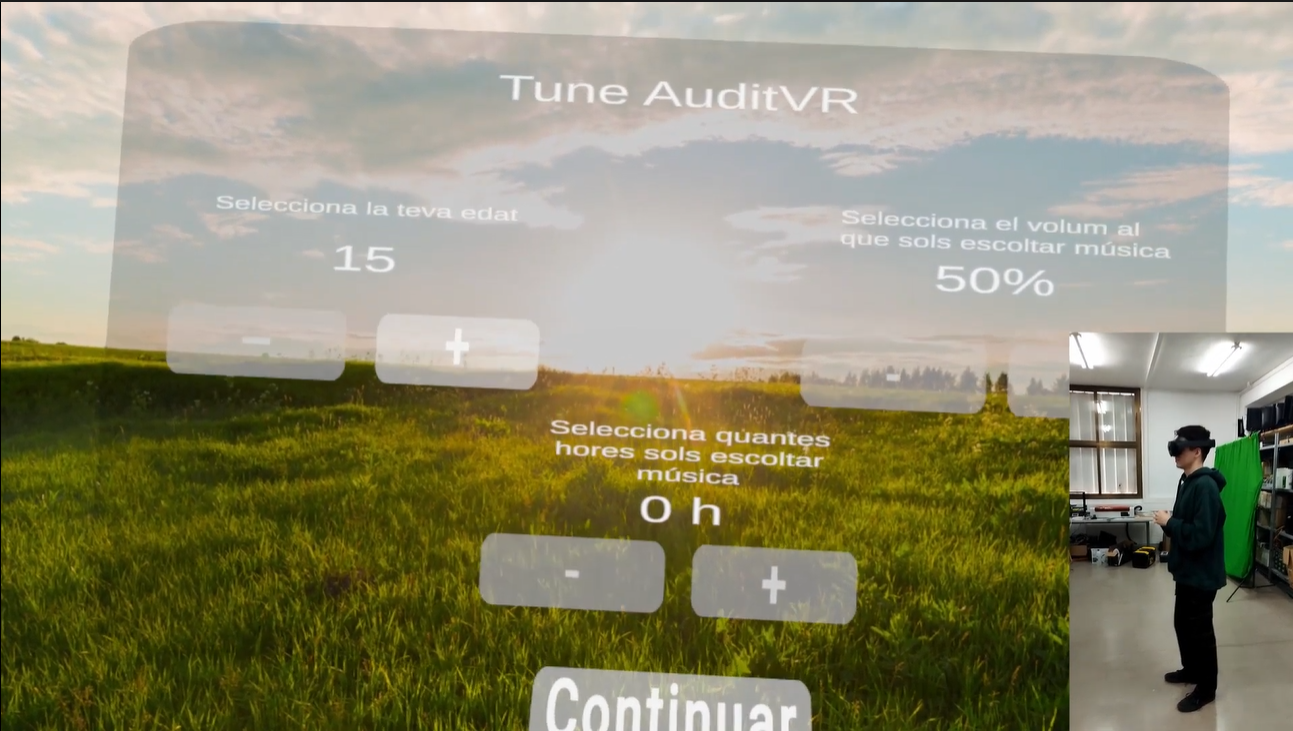 Tune AuditVR
Selecciona la teva edat
15
- +
Selecciona el volum al
que sols escoltar música
50%
-
Selecciona quantes
hores sols escoltar
música
0 h
- +
Continuar